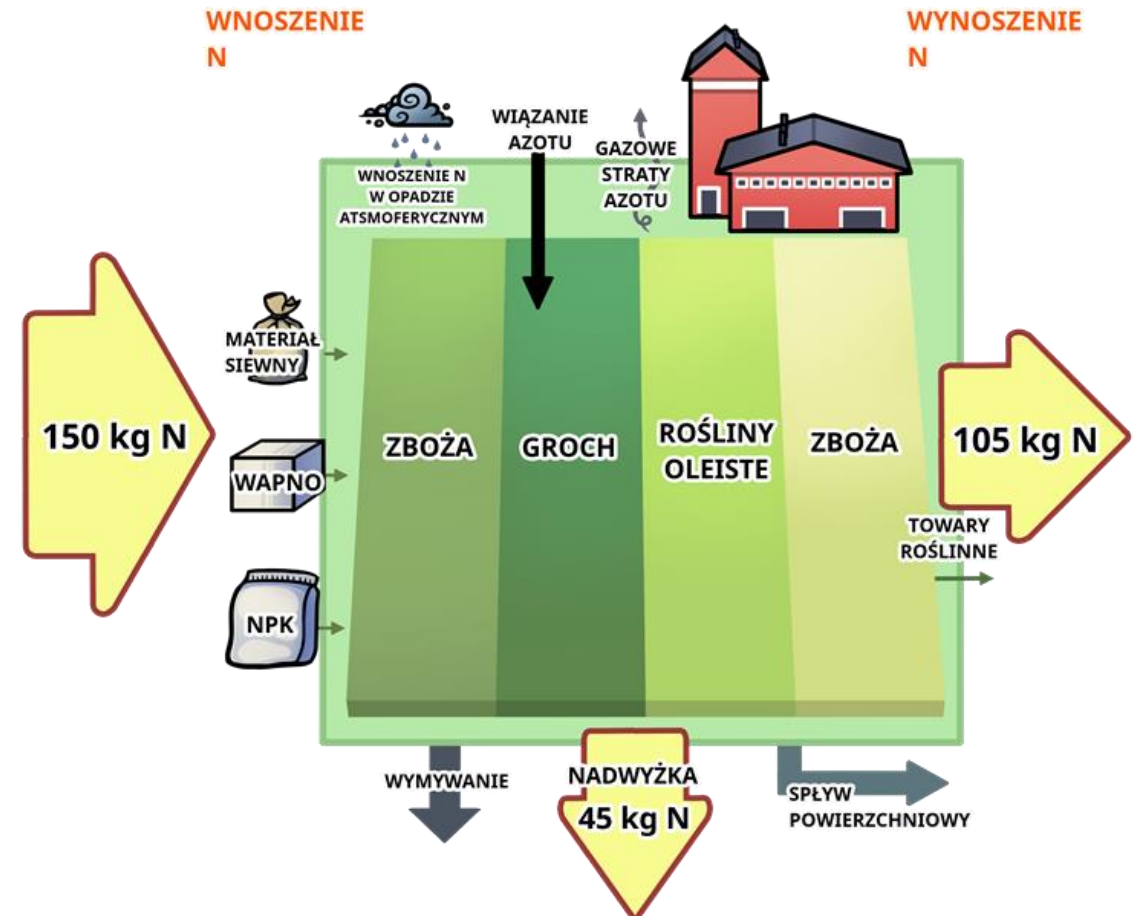 WNOSZENIE
N
WYNOSZENIE
N
WIĄZANIE
AZOTU
GAZOWE
STRATY
AZOTU
WNOSZENIE N
W OPADZIE
ATSMOFERYCZNYM
MATERIAŁ
SIEWNY
150 kg N
WAPNO
NPK
ZBOŻA
GROCH
ROŚLINY
OLEISTE
ZBOŻA
105 kg N
TOWARY
ROŚLINNE
WYMYWANIE
NADWYŻKA
45 kg N
SPŁYW
POWIERZCHNIOWY